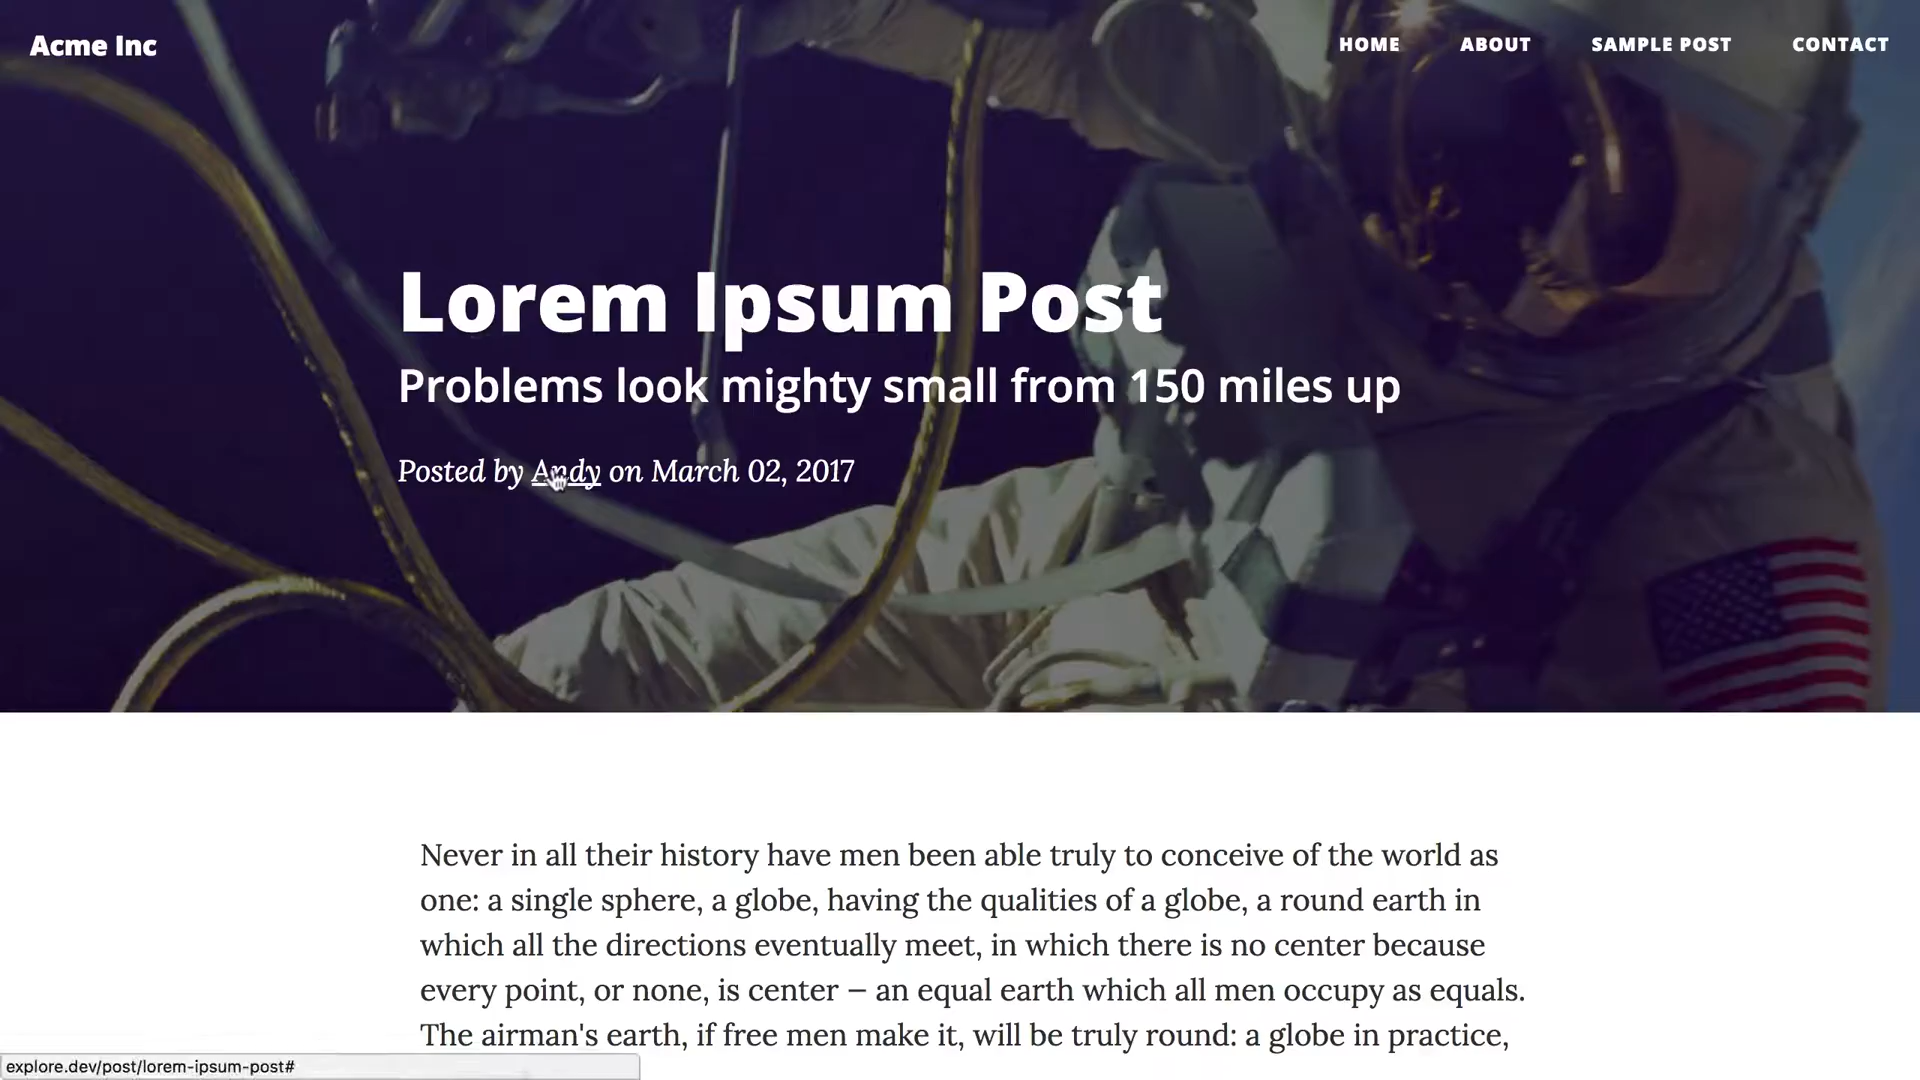 Acme Inc
HOME ABOUT SAMPLE POST CONTACT
Lorem Ipsum Post
Problems look mighty small from 150 miles up
Posted by Andy on March 02, 2017
Never in all their history have men been able truly to conceive of the world as
one: a single sphere, a globe, having the qualities of a globe, a round earth in
which all the directions eventually meet, in which there is no center because
every point, or none, is center — an equal earth which all men occupy as equals.
The airman's earth, if free men make it, will be truly round: a globe in practice,
explore.dev/post/lorem-ipsum-post#